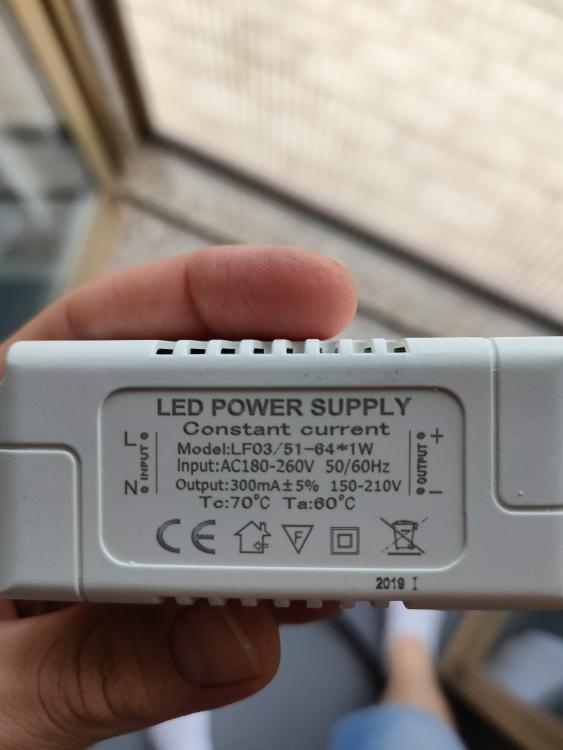 LED POWER SUPPLY
Constant current
Model:LF03/51-64*1W
Input:AC180-260V 50/60Hz
Output:300mA±5% 150-210V
Tc:70°C Ta:60°C
L
N
INPUT
OUTPUT
+
-
CE
F
2019 I